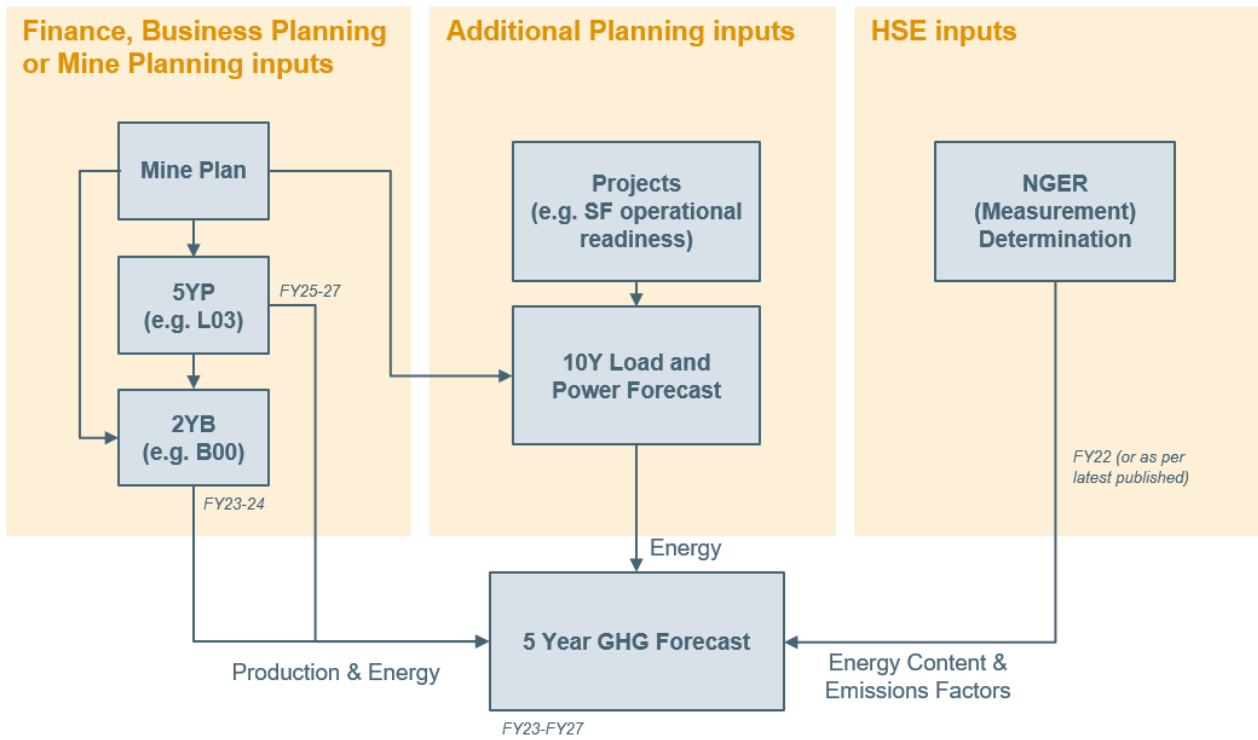 Finance, Business Planning
or Mine Planning inputs
Additional Planning inputs
HSE inputs
Mine Plan
Projects
(e.g. SF operational
readiness)
NGER
(Measurement)
Determination
5YP
(e.g. L03)
FY25-27
10Y Load and
Power Forecast
2YB
(e.g. B00)
FY23-24
FY22 (or as per
latest published)
Energy
5 Year GHG Forecast
Production & Energy
Energy Content &
Emissions Factors
FY23-FY27